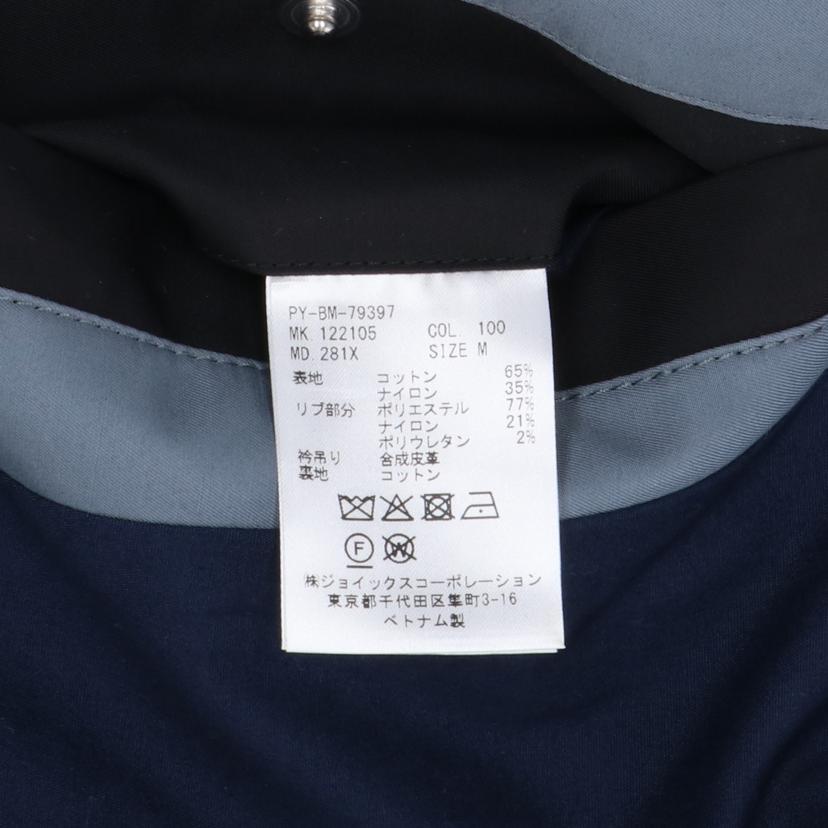 PY-BM-79397
MK. 122105 COL. 100
MD. 281X SIZE M
表地 コットン 65%
ナイロン 35%
リブ部分 ポリエステル 77%
ナイロン 21%
ポリウレタン 2%
衿吊り 合成皮革
裏地 コットン
F W
㈱ジョイックスコーポレーション
東京都千代田区隼町3-16
ベトナム製